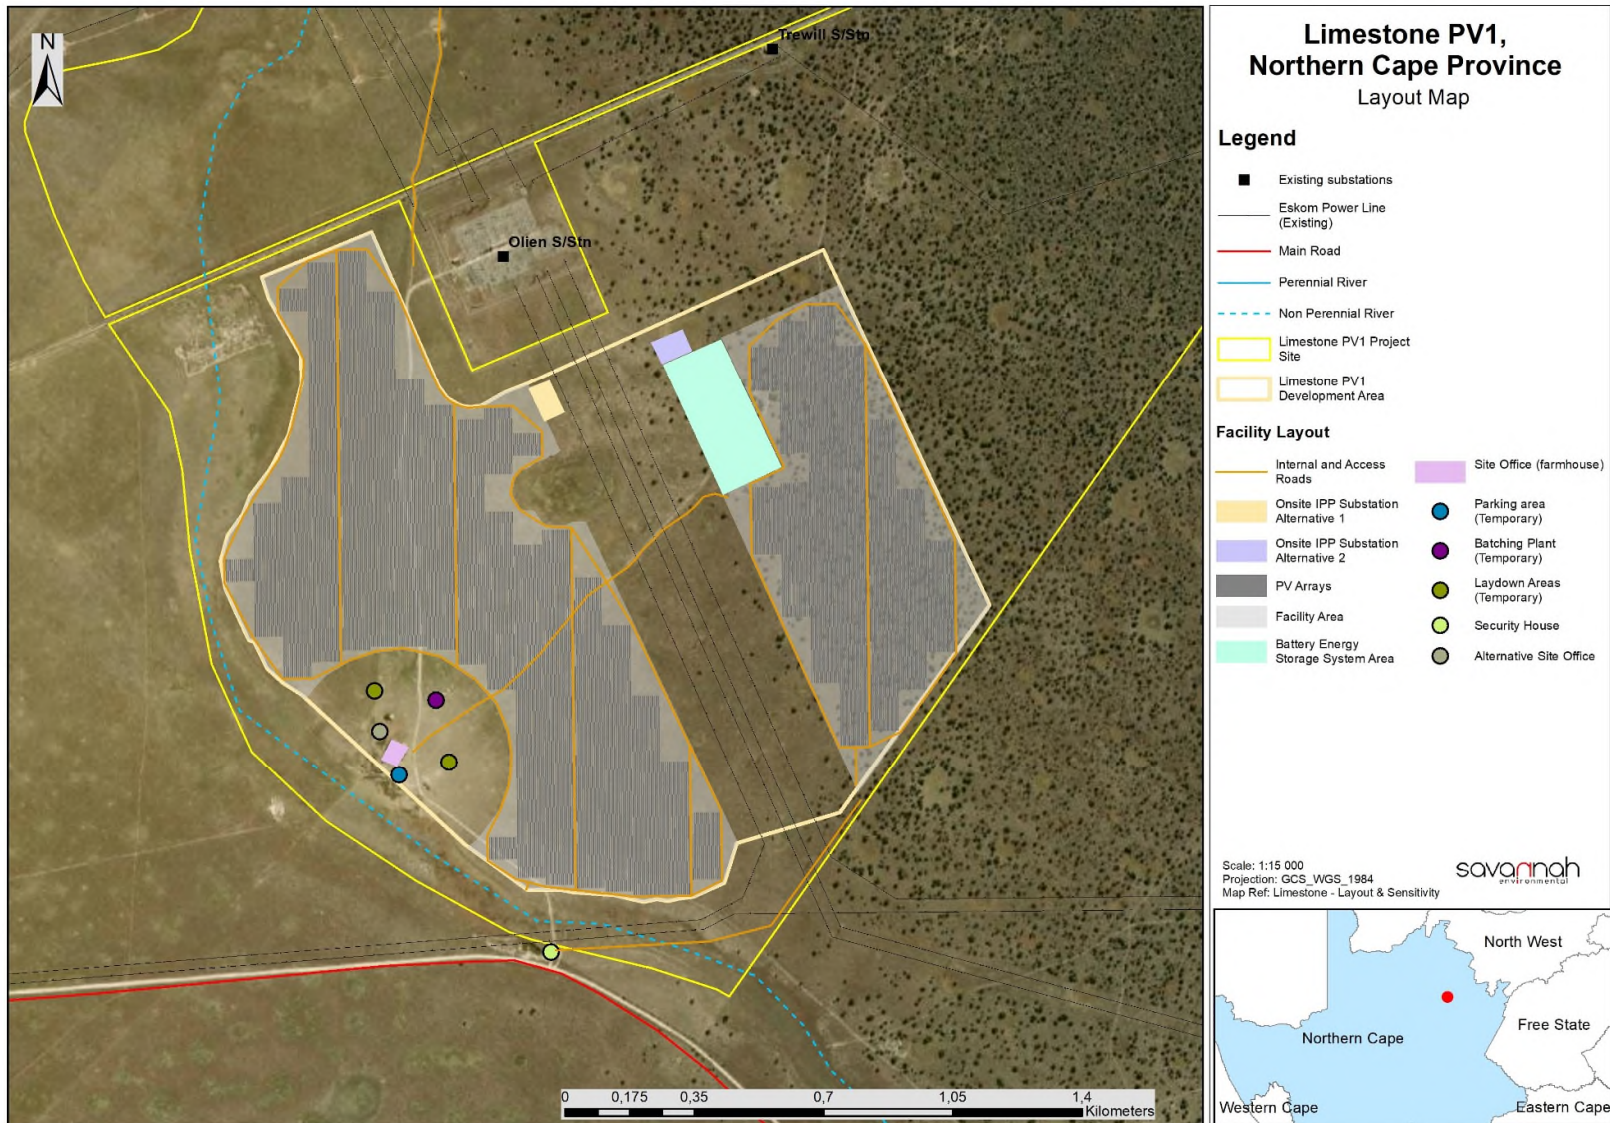 N
Trewill S/Stn
Olien S/Stn
0 0,175 0,35 0,7 1,05 1,4
Kilometers
Limestone PV1,
Northern Cape Province
Layout Map
Legend
Existing substations
Eskom Power Line
(Existing)
Main Road
Perennial River
Non Perennial River
Limestone PV1 Project
Site
Limestone PV1
Development Area
Facility Layout
Internal and Access
Roads
Onsite IPP Substation
Alternative 1
Onsite IPP Substation
Alternative 2
PV Arrays
Facility Area
Battery Energy
Storage System Area
Site Office (farmhouse)
Parking area
(Temporary)
Batching Plant
(Temporary)
Laydown Areas
(Temporary)
Security House
Alternative Site Office
Scale: 1:15 000
Projection: GCS_WGS_1984
Map Ref: Limestone - Layout & Sensitivity
savannah
environmental
North West
Northern Cape
Free State
Western Cape
Eastern Cape